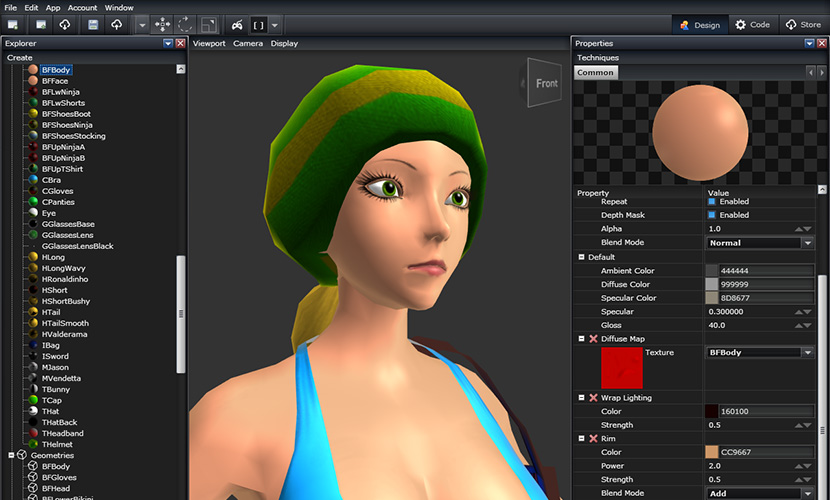 File Edit App Account Window
Design Code Store
Explorer
Create
BFBody
BFFace
BFLwNinja
BFLwShorts
BFShoesBoot
BFShoesNinja
BFShoesStocking
BFUpNinjaA
BFUpNinjaB
BFUpTShirt
CBra
CGloves
CPanties
Eye
GGlassesBase
GGlassesLens
GGlassesLensBlack
HLong
HLongWavy
HRonaldinho
HShort
HShortBushy
HTail
HTailSmooth
HValderama
IBag
ISword
MJason
MVendetta
TBunny
TCap
THat
THatBack
THeadband
THelmet
Geometries
BFBody
BFGloves
BFHead
BFLowerBikini
Viewport Camera Display
Front
Properties
Techniques
Common
Property Value
Repeat Enabled
Depth Mask Enabled
Alpha 1.0
Blend Mode Normal
Default
Ambient Color 444444
Diffuse Color 999999
Specular Color 8D8677
Specular 0.300000
Gloss 40.0
Diffuse Map
Texture BFBody
Wrap Lighting
Color 160100
Strength 0.5
Rim
Color CC9667
Power 2.0
Strength 0.5
Blend Mode Add